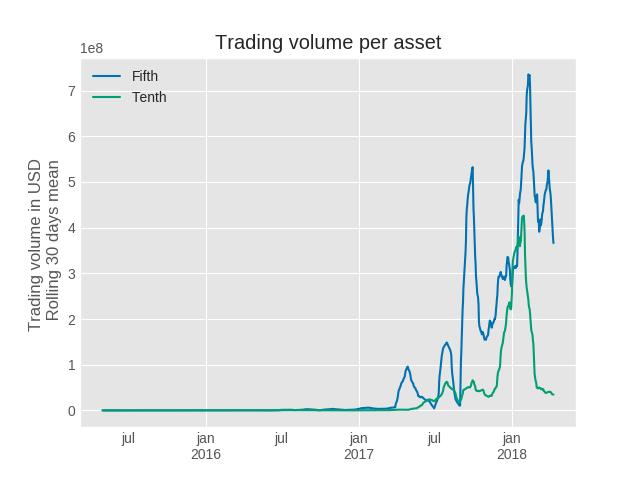 Trading volume per asset
1e8
Fifth
Tenth
7
6
5
4
3
2
1
0
Trading volume in USD
Rolling 30 days mean
jul
jan
2016
jul
jan
2017
jul
jan
2018